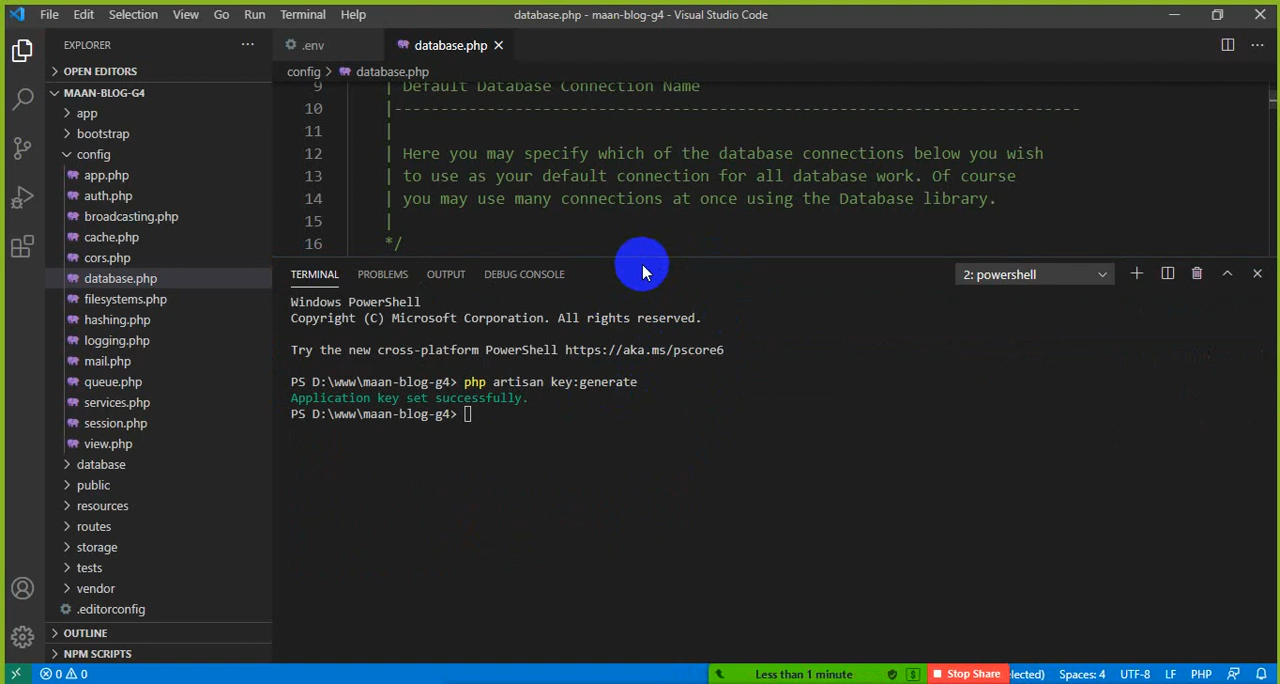 File Edit Selection View Go Run Terminal Help database.php - maan-blog-g4 - Visual Studio Code
EXPLORER
.env
database.php
OPEN EDITORS
MAAN-BLOG-G4
app
bootstrap
config
app.php
auth.php
broadcasting.php
cache.php
cors.php
database.php
filesystems.php
hashing.php
logging.php
mail.php
queue.php
services.php
session.php
view.php
database
public
resources
routes
storage
tests
vendor
.editorconfig
OUTLINE
NPM SCRIPTS
config > database.php
9 | Default Database Connection Name
10 |--------------------------------------------------------------------------
11 |
12 | Here you may specify which of the database connections below you wish
13 | to use as your default connection for all database work. Of course
14 | you may use many connections at once using the Database library.
15 |
16 */
TERMINAL PROBLEMS OUTPUT DEBUG CONSOLE 2: powershell
Windows PowerShell
Copyright (C) Microsoft Corporation. All rights reserved.
Try the new cross-platform PowerShell https://aka.ms/pscore6
PS D:\www\maan-blog-g4> php artisan key:generate
Application key set successfully.
PS D:\www\maan-blog-g4>
0 0 Less than 1 minute $ Stop Share elected) Spaces: 4 UTF-8 LF PHP